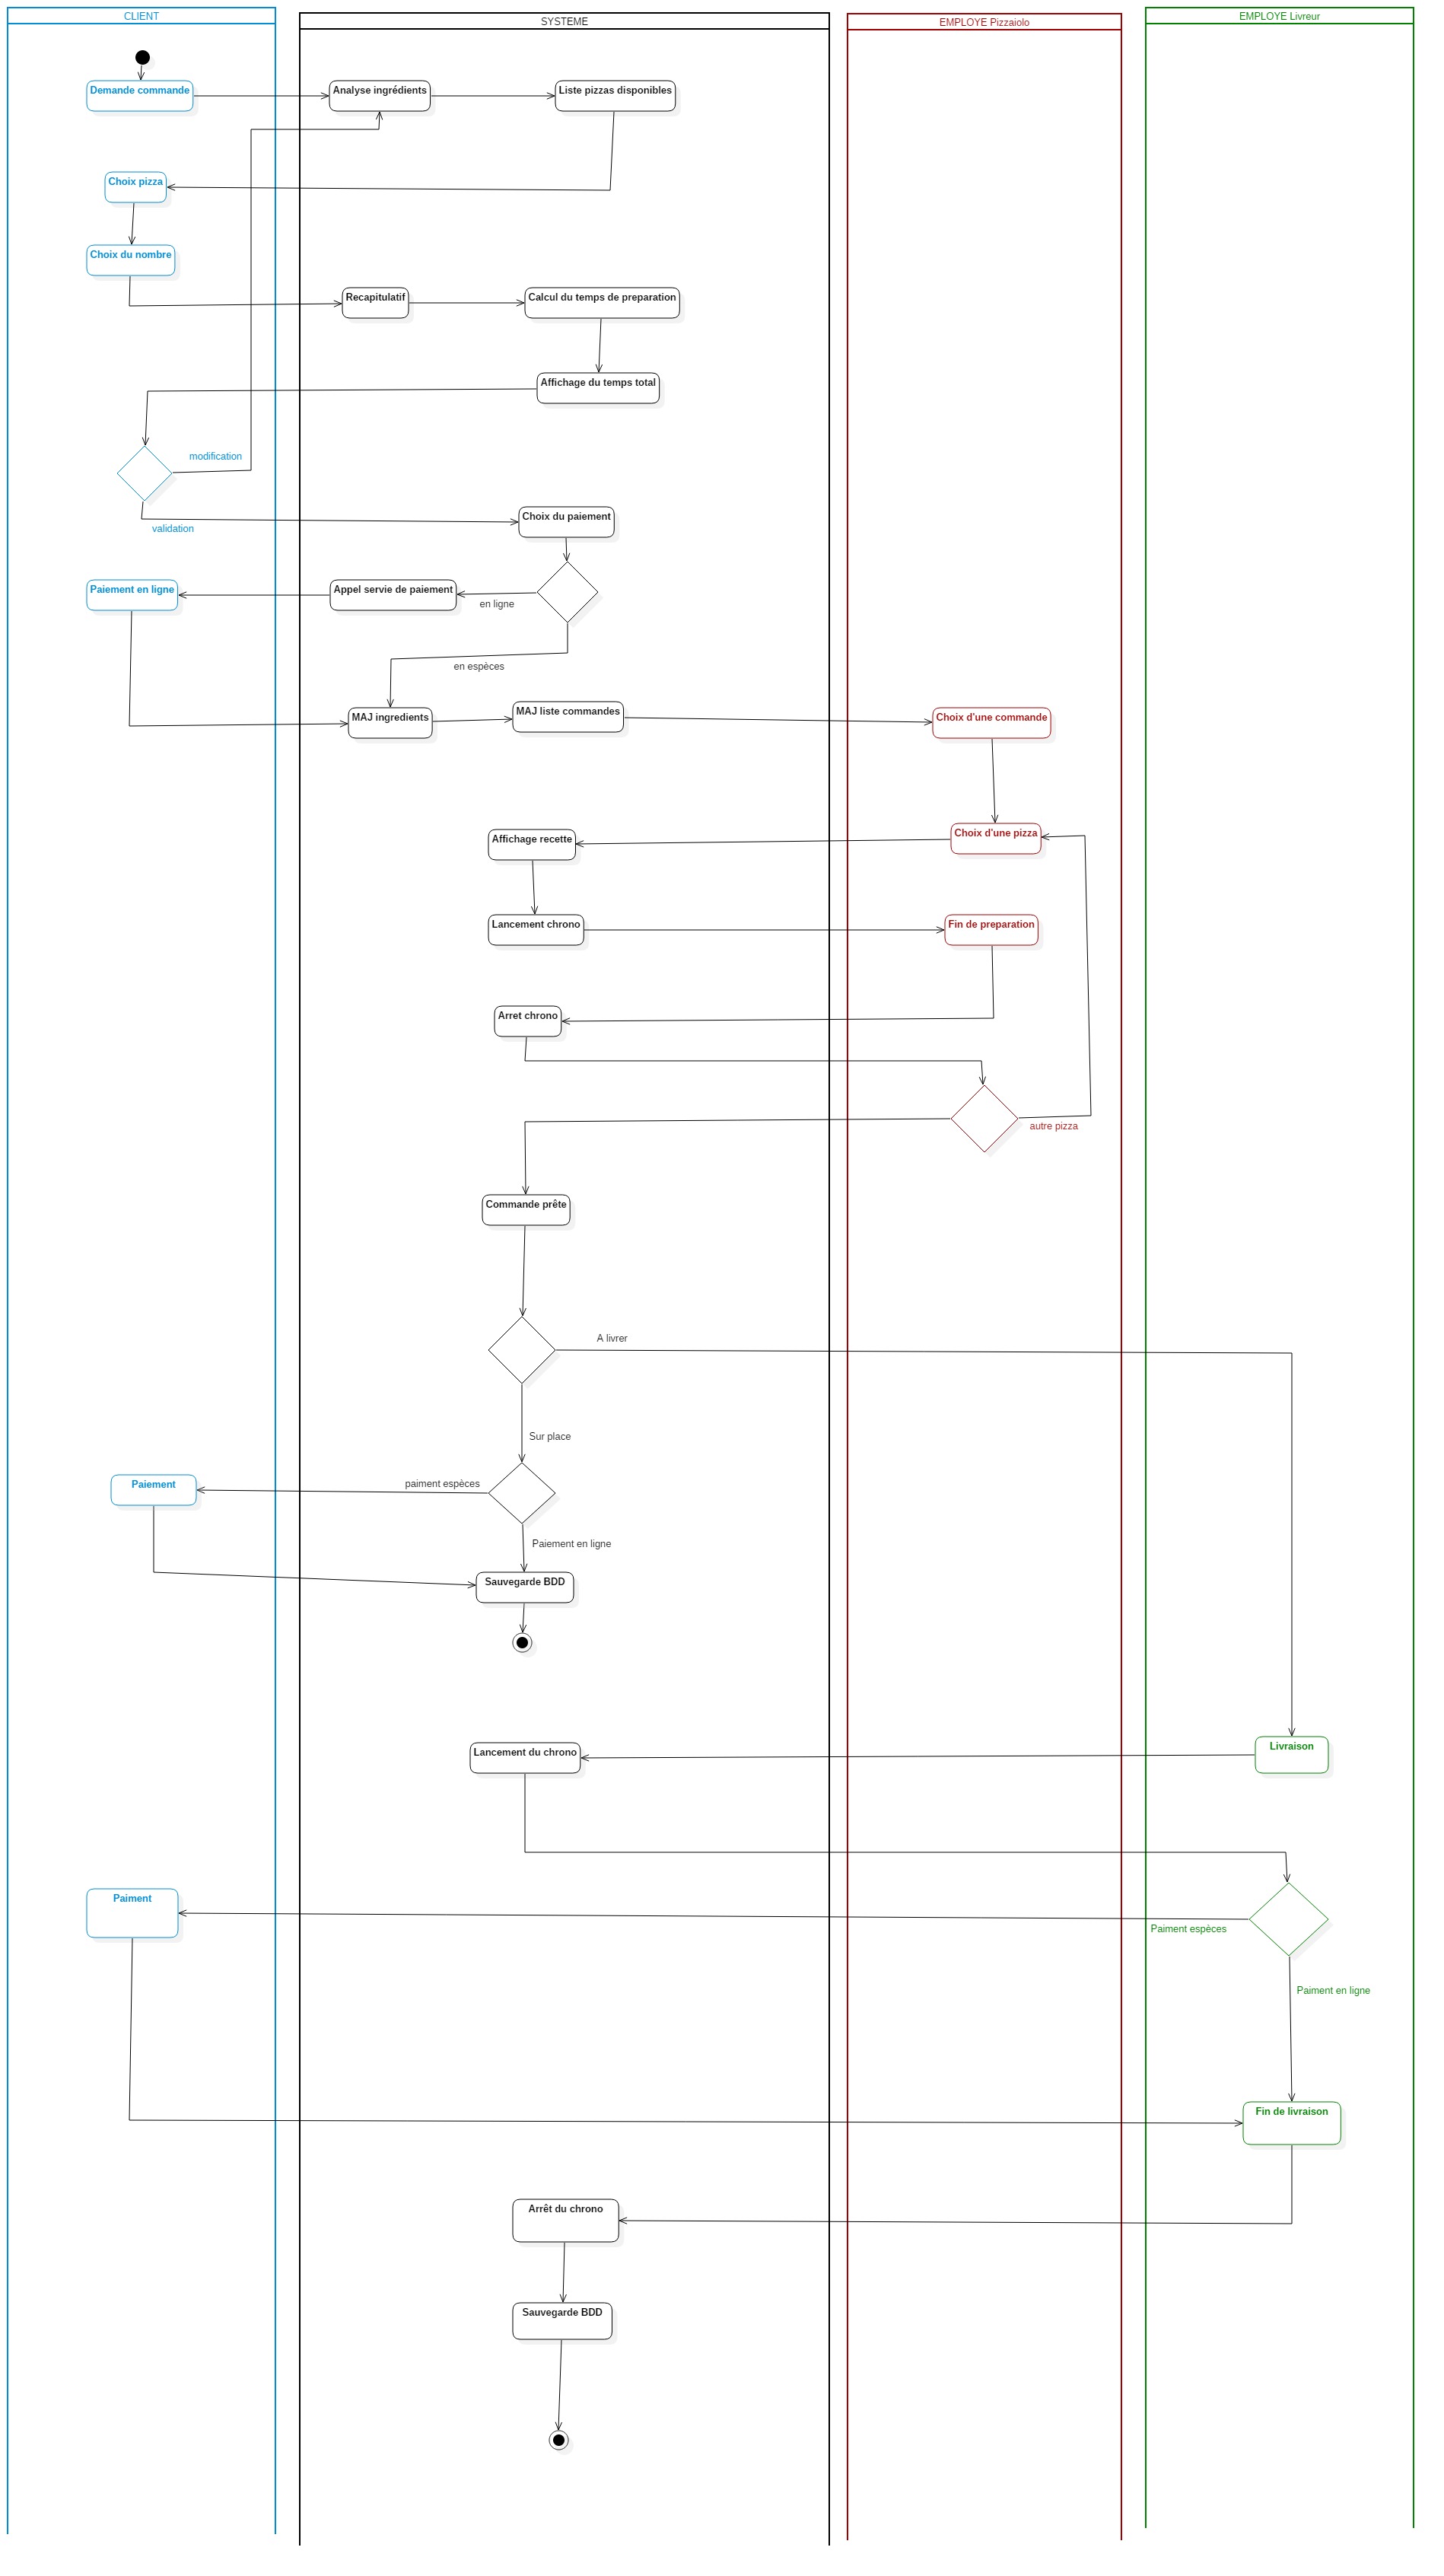 CLIENT
SYSTEME
EMPLOYE Pizzaiolo
EMPLOYE Livreur
Demande commande
Analyse ingrédients
Liste pizzas disponibles
Choix pizza
Choix du nombre
Recapitulatif
Calcul du temps de preparation
Affichage du temps total
modification
validation
Choix du paiement
Paiement en ligne
Appel servie de paiement
en ligne
en espèces
MAJ ingredients
MAJ liste commandes
Choix d'une commande
Affichage recette
Choix d'une pizza
Lancement chrono
Fin de preparation
Arret chrono
autre pizza
Commande prête
A livrer
Sur place
Paiement
paiment espèces
Paiement en ligne
Sauvegarde BDD
Lancement du chrono
Livraison
Paiment
Paiment espèces
Paiment en ligne
Fin de livraison
Arrêt du chrono
Sauvegarde BDD